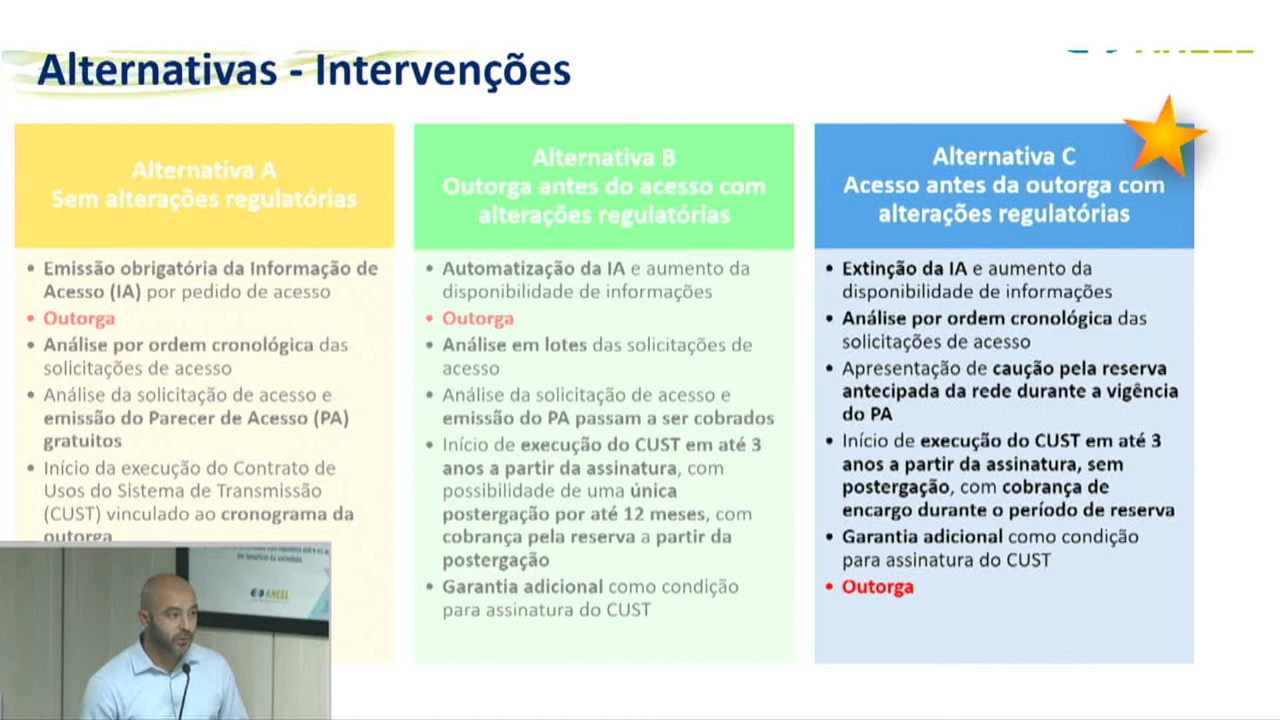 Alternativas - Intervenções
Alternativa A
Sem alterações regulatórias
• Emissão obrigatória da Informação de
Acesso (IA) por pedido de acesso
• Outorga
• Análise por ordem cronológica das
solicitações de acesso
• Análise da solicitação de acesso e
emissão do Parecer de Acesso (PA)
gratuitos
• Início da execução do Contrato de
Usos do Sistema de Transmissão
(CUST) vinculado ao cronograma da
outorga
Alternativa B
Outorga antes do acesso com
alterações regulatórias
• Automatização da IA e aumento da
disponibilidade de informações
• Outorga
• Análise em lotes das solicitações de
acesso
• Análise da solicitação de acesso e
emissão do PA passam a ser cobrados
• Início de execução do CUST em até 3
anos a partir da assinatura, com
possibilidade de uma única
postergação por até 12 meses, com
cobrança pela reserva a partir da
postergação
• Garantia adicional como condição
para assinatura do CUST
Alternativa C
Acesso antes da outorga com
alterações regulatórias
• Extinção da IA e aumento da
disponibilidade de informações
• Análise por ordem cronológica das
solicitações de acesso
• Apresentação de caução pela reserva
antecipada da rede durante a vigência
do PA
• Início de execução do CUST em até 3
anos a partir da assinatura, sem
postergação, com cobrança de
encargo durante o período de reserva
• Garantia adicional como condição
para assinatura do CUST
• Outorga
ANEEL